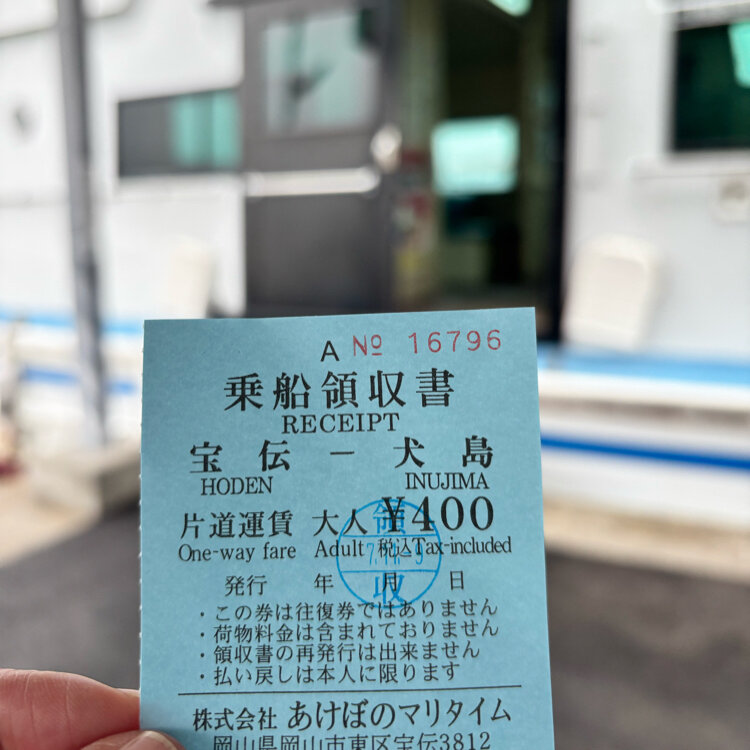 A № 16796
乗船領収書
RECEIPT
宝伝 － 犬島
HODEN INUJIMA
片道運賃 大人 ¥400
One-way fare Adult 税込Tax-included
領
収
発行 年 月 日
・この券は往復券ではありません
・荷物料金は含まれておりません
・領収書の再発行は出来ません
・払い戻しは本人に限ります
株式会社 あけぼのマリタイム
岡山県岡山市東区宝伝3812